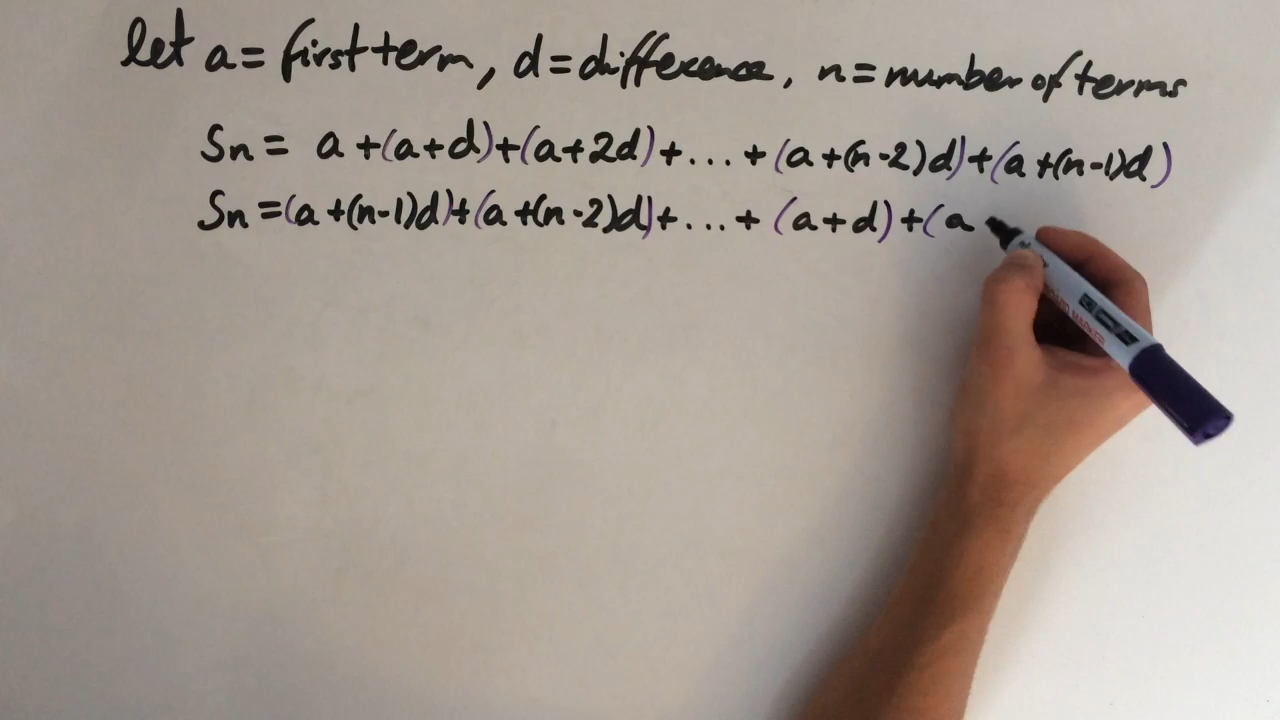 let a = first term, d = difference, n = number of terms
Sn = a + (a + d) + (a + 2d) + ... + (a + (n - 2)d) + (a + (n - 1)d)
Sn = (a + (n - 1)d) + (a + (n - 2)d) + ... + (a + d) + (a